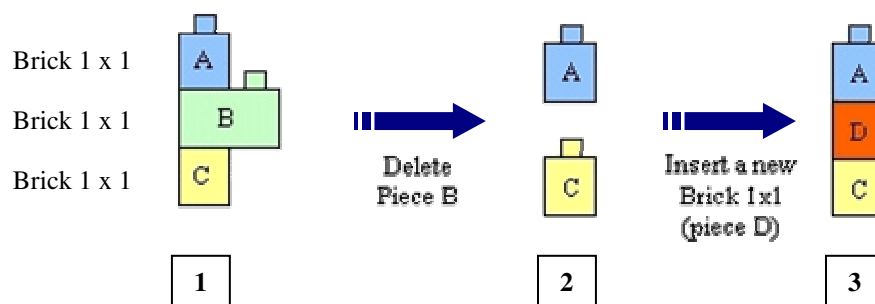 Brick 1 x 1
Brick 1 x 1
Brick 1 x 1
A
B
C
Delete
Piece B
A
C
Insert a new
Brick 1x1
(piece D)
A
D
C
1
2
3